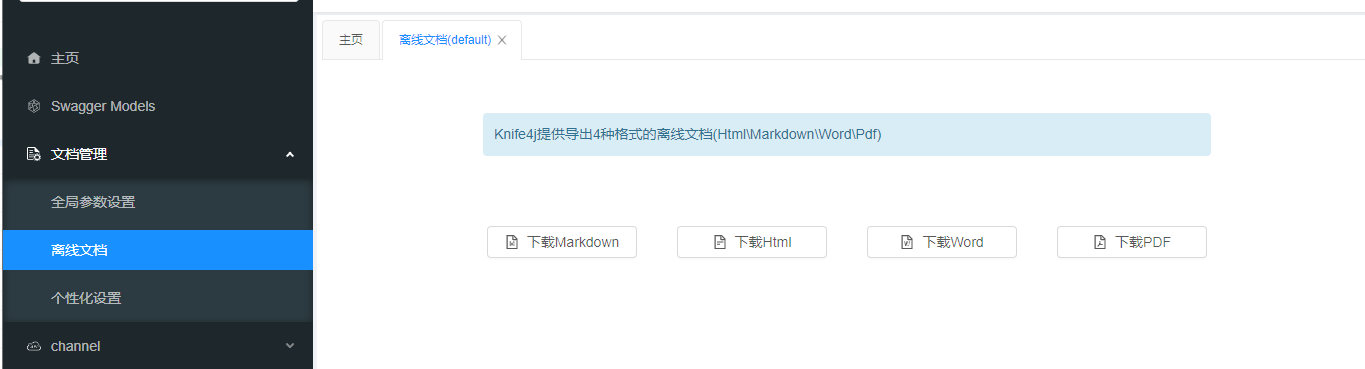 主页
Swagger Models
文档管理
全局参数设置
离线文档
个性化设置
channel
主页
离线文档(default)
Knife4j提供导出4种格式的离线文档(Html\Markdown\Word\Pdf)
下载Markdown
下载Html
下载Word
下载PDF